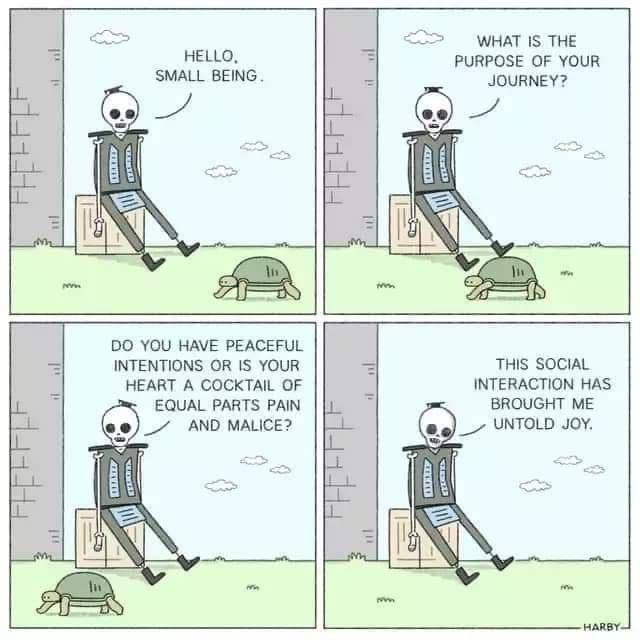 HELLO,
SMALL BEING.
WHAT IS THE
PURPOSE OF YOUR
JOURNEY?
DO YOU HAVE PEACEFUL
INTENTIONS OR IS YOUR
HEART A COCKTAIL OF
EQUAL PARTS PAIN
AND MALICE?
THIS SOCIAL
INTERACTION HAS
BROUGHT ME
UNTOLD JOY.
HARBY